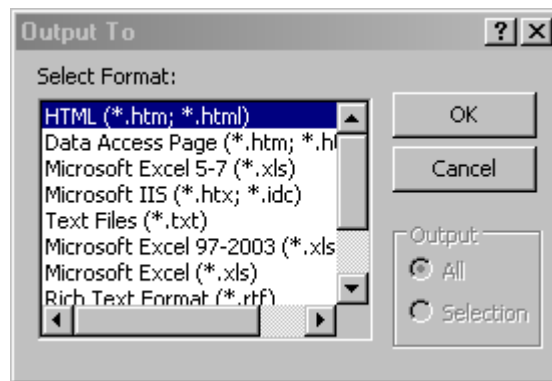 Output To
Select Format:
HTML (*.htm; *.html)
Data Access Page (*.htm; *.ht
Microsoft Excel 5-7 (*.xls)
Microsoft IIS (*.htx; *.idc)
Text Files (*.txt)
Microsoft Excel 97-2003 (*.xls
Microsoft Excel (*.xls)
Rich Text Format (*.rtf)
OK
Cancel
Output
All
Selection